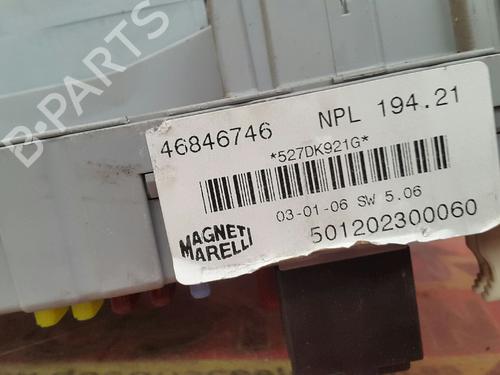 B-PARTS
46846746 NPL 194.21
*527DK921G*
03-01-06 SW 5.06
MAGNETI
MARELLI
501202300060